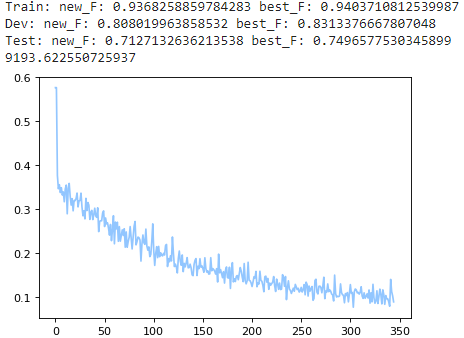 Train: new_F: 0.9368258859784283 best_F: 0.9403710812539987
Dev: new_F: 0.808019963858532 best_F: 0.8313376667807048
Test: new_F: 0.7127132636213538 best_F: 0.7496577530345899
9193.622550725937
0.6
0.5
0.4
0.3
0.2
0.1
0 50 100 150 200 250 300 350